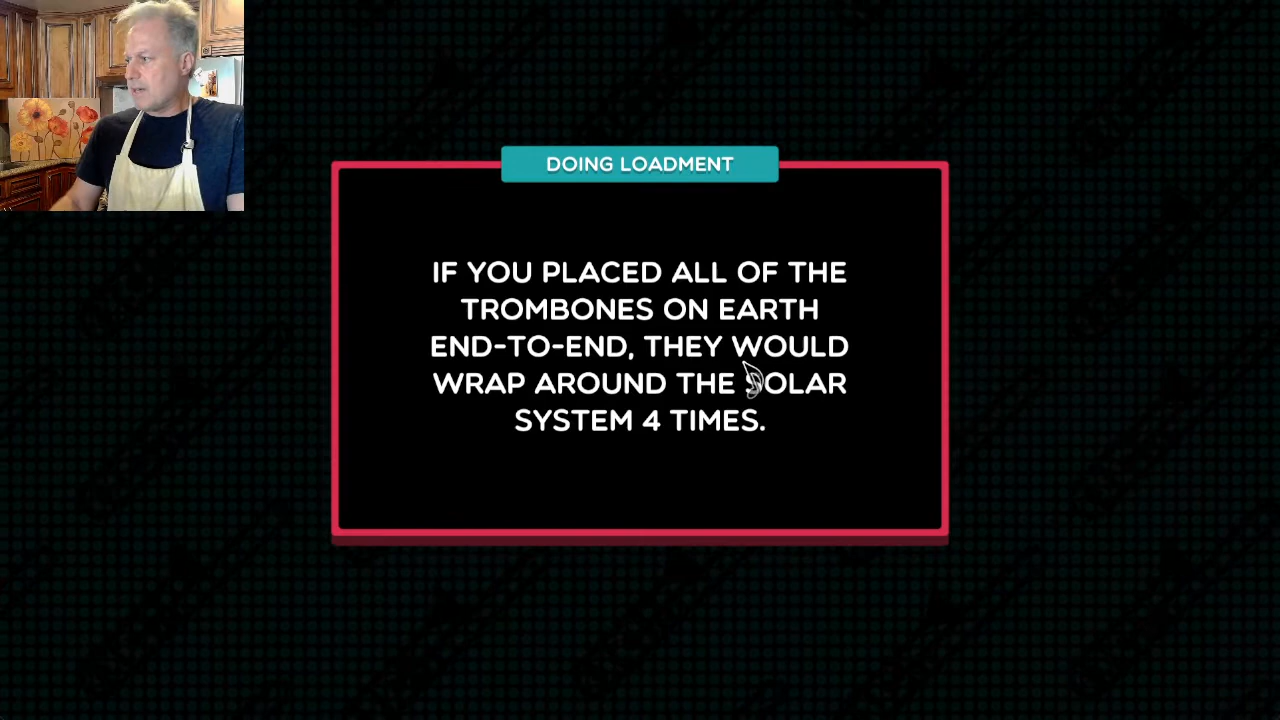 DOING LOADMENT
IF YOU PLACED ALL OF THE
TROMBONES ON EARTH
END-TO-END, THEY WOULD
WRAP AROUND THE SOLAR
SYSTEM 4 TIMES.